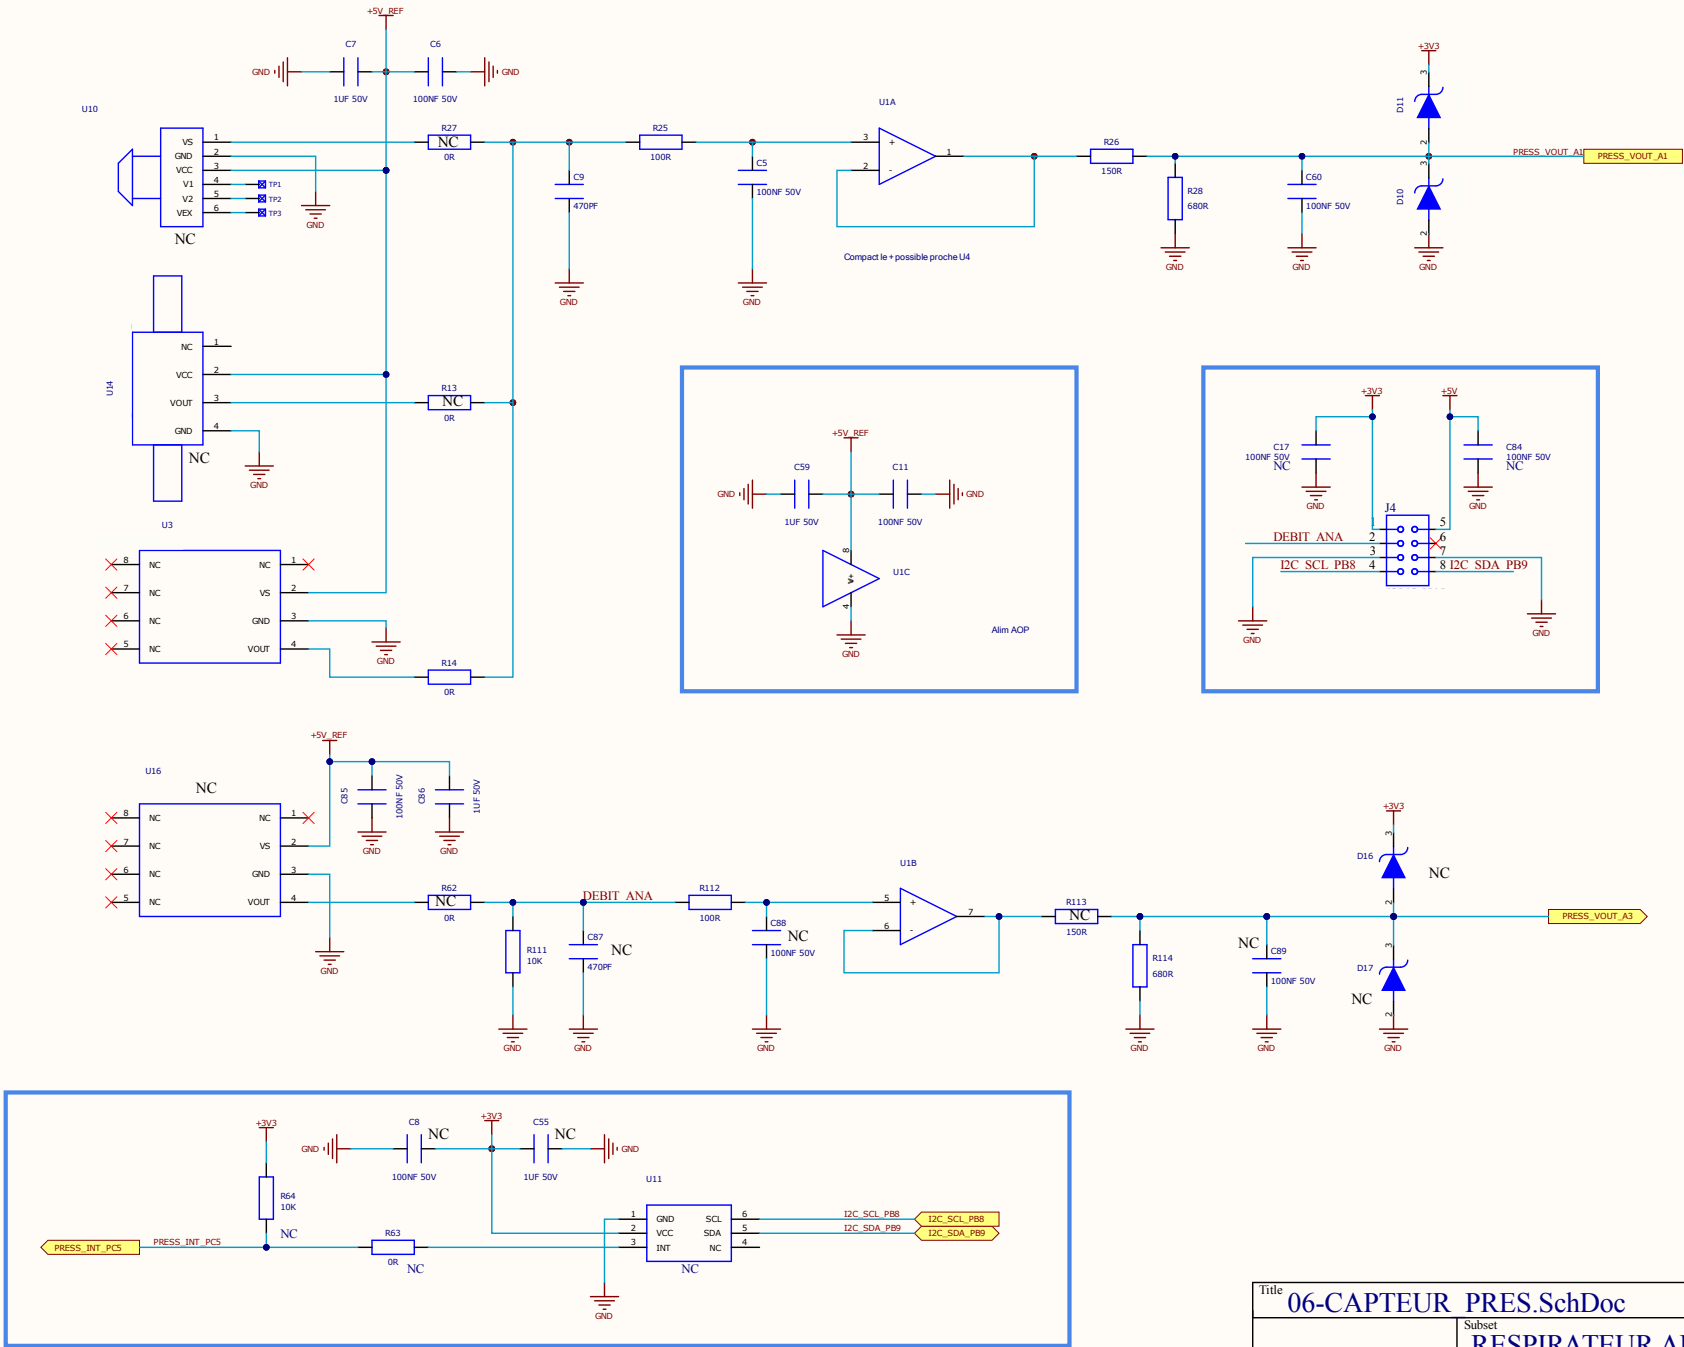 +5V_REF
C7
C6
GND
GND
1UF 50V
100NF 50V
U10
VS 1
GND 2
VCC 3
V1 4 TP1
V2 5 TP2
VEX 6 TP3
NC
GND
R27
NC
0R
C9
470PF
GND
R25
100R
C5
100NF 50V
GND
U1A
3 +
2 -
1
Compact le + possible proche U4
R26
150R
R28
680R
GND
C60
100NF 50V
GND
+3V3
3
D11
2
3
D10
2
GND
PRESS_VOUT_A1
PRESS_VOUT_A1
U14
NC 1
VCC 2
VOUT 3
GND 4
NC
GND
R13
NC
0R
U3
8 NC NC 1
7 NC VS 2
6 NC GND 3
5 NC VOUT 4
GND
R14
0R
+5V_REF
C59
C11
GND
GND
1UF 50V
100NF 50V
8
V+
4
U1C
GND
Alim AOP
+3V3
+5V
C17
100NF 50V
NC
GND
C84
100NF 50V
NC
GND
J4
1 5
DEBIT_ANA 2 6
3 7
I2C_SCL_PB8 4 8 I2C_SDA_PB9
GND
GND
+5V_REF
U16
NC
C85
100NF 50V
GND
C86
1UF 50V
GND
8 NC NC 1
7 NC VS 2
6 NC GND 3
5 NC VOUT 4
GND
R62
NC
0R
R111
10K
GND
DEBIT_ANA
C87
NC
470PF
GND
R112
100R
C88
NC
100NF 50V
GND
U1B
5 +
6 -
7
R113
NC
150R
R114
680R
GND
NC
C89
100NF 50V
GND
+3V3
3
D16
NC
2
3
D17
NC
2
GND
PRESS_VOUT_A3
+3V3
R64
10K
NC
PRESS_INT_PC5
PRESS_INT_PC5
R63
0R
NC
C8
NC
+3V3
C55
NC
GND
GND
100NF 50V
1UF 50V
U11
1 GND SCL 6
2 VCC SDA 5
3 INT NC 4
NC
GND
I2C_SCL_PB8
I2C_SDA_PB9
I2C_SCL_PB8
I2C_SDA_PB9
Title
06-CAPTEUR_PRES.SchDoc
Subset
RESPIRATEUR